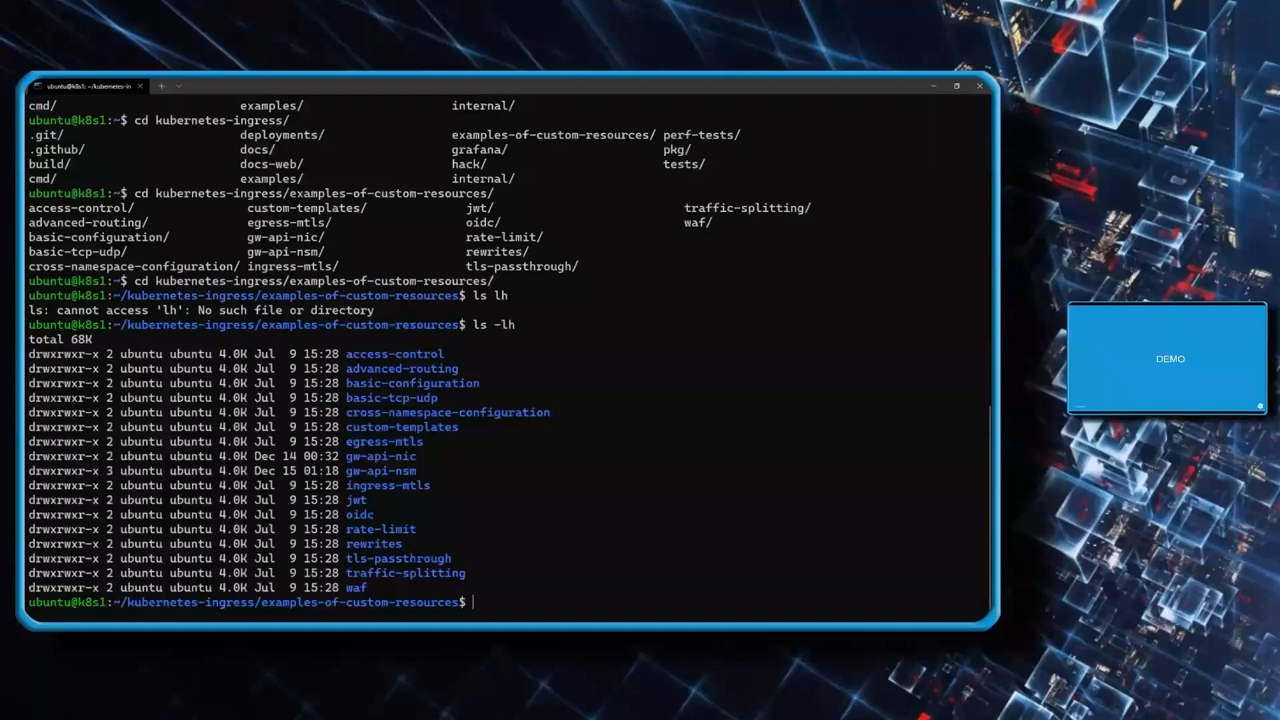 ubuntu@k8s1: ~/kubernetes-in
cmd/ examples/ internal/
ubuntu@k8s1:~$ cd kubernetes-ingress/
.git/ deployments/ examples-of-custom-resources/ perf-tests/
.github/ docs/ grafana/ pkg/
build/ docs-web/ hack/ tests/
cmd/ examples/ internal/
ubuntu@k8s1:~$ cd kubernetes-ingress/examples-of-custom-resources/
access-control/ custom-templates/ jwt/ traffic-splitting/
advanced-routing/ egress-mtls/ oidc/ waf/
basic-configuration/ gw-api-nic/ rate-limit/
basic-tcp-udp/ gw-api-nsm/ rewrites/
cross-namespace-configuration/ ingress-mtls/ tls-passthrough/
ubuntu@k8s1:~$ cd kubernetes-ingress/examples-of-custom-resources/
ubuntu@k8s1:~/kubernetes-ingress/examples-of-custom-resources$ ls lh
ls: cannot access 'lh': No such file or directory
ubuntu@k8s1:~/kubernetes-ingress/examples-of-custom-resources$ ls -lh
total 68K
drwxrwxr-x 2 ubuntu ubuntu 4.0K Jul  9 15:28 access-control
drwxrwxr-x 2 ubuntu ubuntu 4.0K Jul  9 15:28 advanced-routing
drwxrwxr-x 2 ubuntu ubuntu 4.0K Jul  9 15:28 basic-configuration
drwxrwxr-x 2 ubuntu ubuntu 4.0K Jul  9 15:28 basic-tcp-udp
drwxrwxr-x 2 ubuntu ubuntu 4.0K Jul  9 15:28 cross-namespace-configuration
drwxrwxr-x 2 ubuntu ubuntu 4.0K Jul  9 15:28 custom-templates
drwxrwxr-x 2 ubuntu ubuntu 4.0K Jul  9 15:28 egress-mtls
drwxrwxr-x 2 ubuntu ubuntu 4.0K Dec 14 00:32 gw-api-nic
drwxrwxr-x 3 ubuntu ubuntu 4.0K Dec 15 01:18 gw-api-nsm
drwxrwxr-x 2 ubuntu ubuntu 4.0K Jul  9 15:28 ingress-mtls
drwxrwxr-x 2 ubuntu ubuntu 4.0K Jul  9 15:28 jwt
drwxrwxr-x 2 ubuntu ubuntu 4.0K Jul  9 15:28 oidc
drwxrwxr-x 2 ubuntu ubuntu 4.0K Jul  9 15:28 rate-limit
drwxrwxr-x 2 ubuntu ubuntu 4.0K Jul  9 15:28 rewrites
drwxrwxr-x 2 ubuntu ubuntu 4.0K Jul  9 15:28 tls-passthrough
drwxrwxr-x 2 ubuntu ubuntu 4.0K Jul  9 15:28 traffic-splitting
drwxrwxr-x 2 ubuntu ubuntu 4.0K Jul  9 15:28 waf
ubuntu@k8s1:~/kubernetes-ingress/examples-of-custom-resources$
DEMO